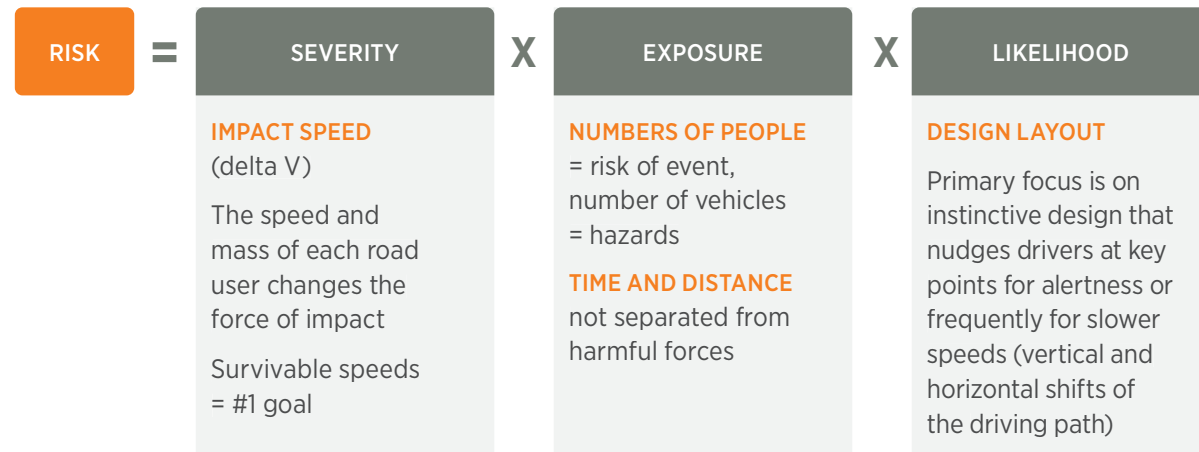 RISK = SEVERITY X EXPOSURE X LIKELIHOOD
IMPACT SPEED
(delta V)
The speed and
mass of each road
user changes the
force of impact
Survivable speeds
= #1 goal
NUMBERS OF PEOPLE
= risk of event,
number of vehicles
= hazards
TIME AND DISTANCE
not separated from
harmful forces
DESIGN LAYOUT
Primary focus is on
instinctive design that
nudges drivers at key
points for alertness or
frequently for slower
speeds (vertical and
horizontal shifts of
the driving path)